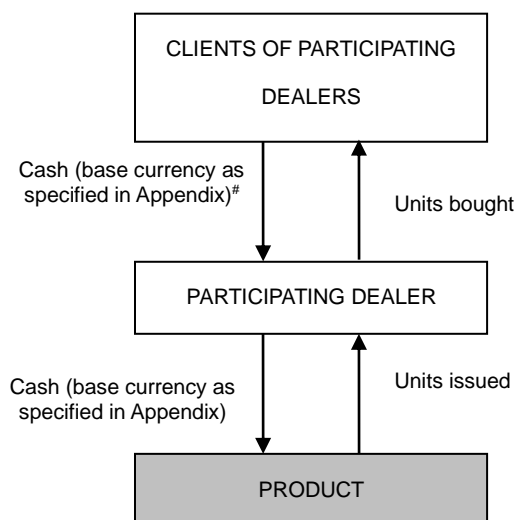 CLIENTS OF PARTICIPATING
DEALERS
Cash (base currency as
specified in Appendix)#
Units bought
PARTICIPATING DEALER
Cash (base currency as
specified in Appendix)
Units issued
PRODUCT